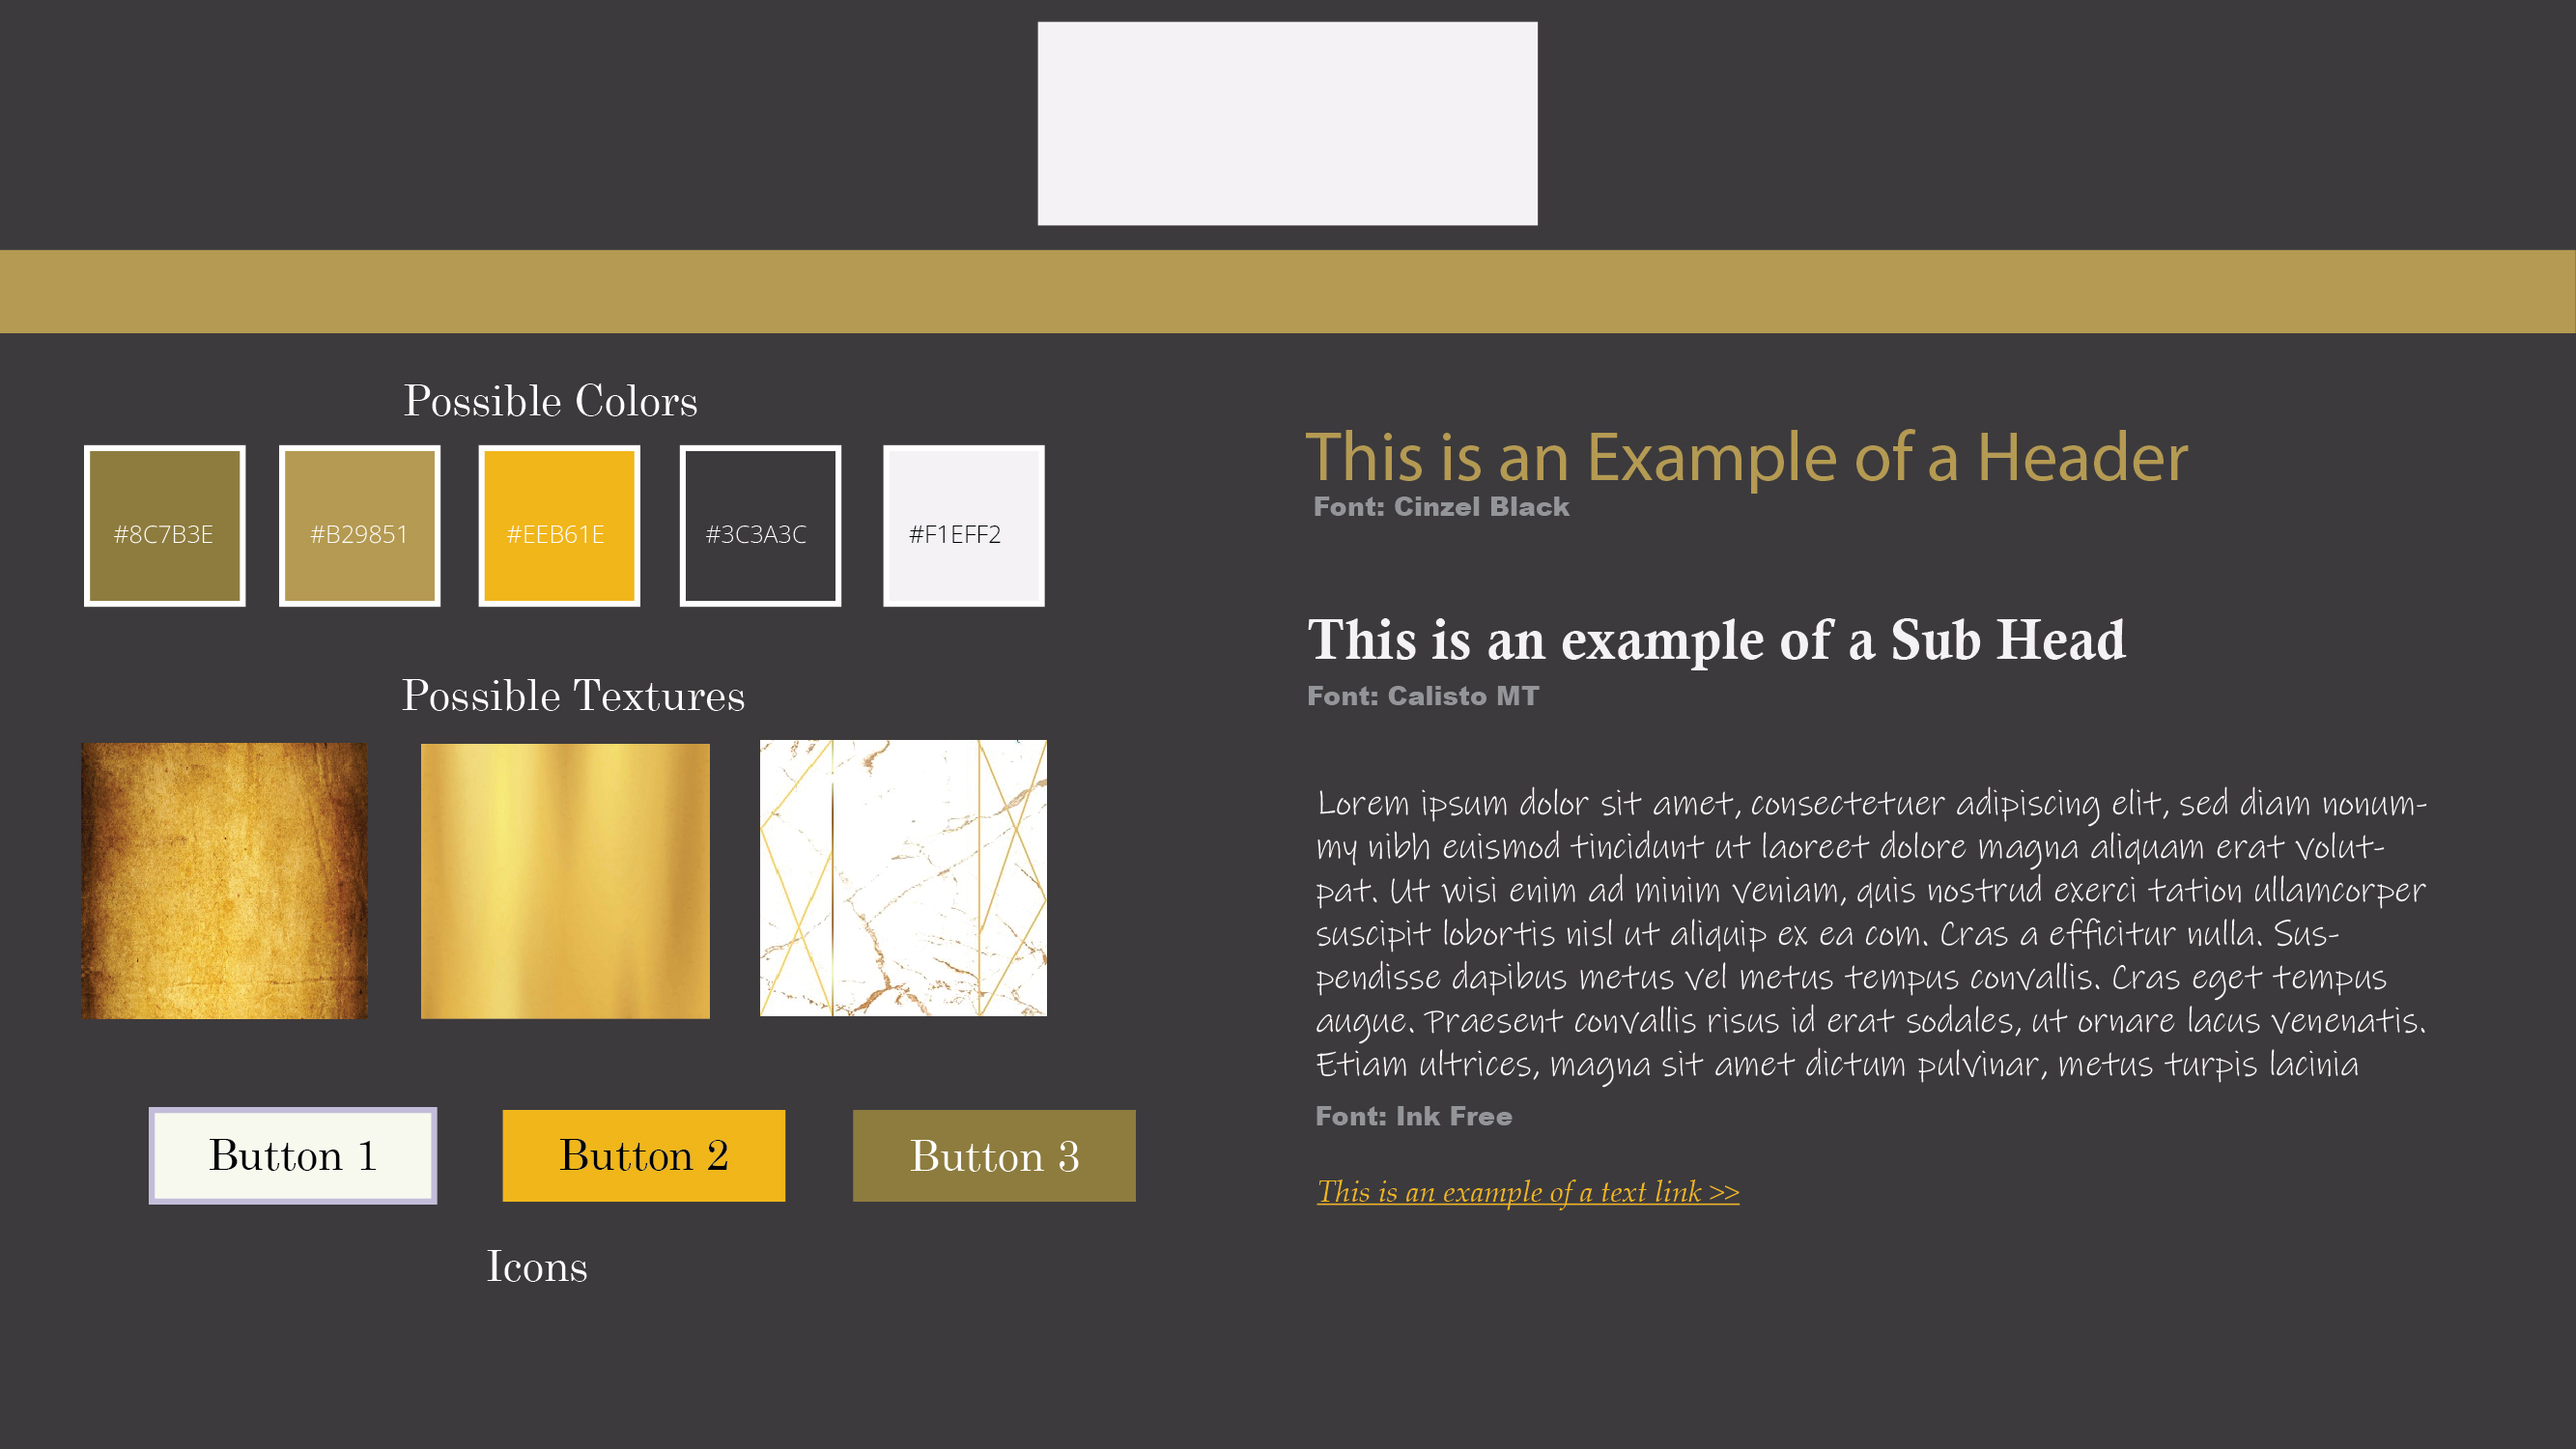 Possible Colors
#8C7B3E
#B29851
#EEB61E
#3C3A3C
#F1EFF2
Possible Textures
Button 1
Button 2
Button 3
Icons
This is an Example of a Header
Font: Cinzel Black
This is an example of a Sub Head
Font: Calisto MT
Lorem ipsum dolor sit amet, consectetuer adipiscing elit, sed diam nonum-
my nibh euismod tincidunt ut laoreet dolore magna aliquam erat volut-
pat. Ut wisi enim ad minim veniam, quis nostrud exerci tation ullamcorper
suscipit lobortis nisl ut aliquip ex ea com. Cras a efficitur nulla. Sus-
pendisse dapibus metus vel metus tempus convallis. Cras eget tempus
augue. Praesent convallis risus id erat sodales, ut ornare lacus venenatis.
Etiam ultrices, magna sit amet dictum pulvinar, metus turpis lacinia
Font: Ink Free
This is an example of a text link >>